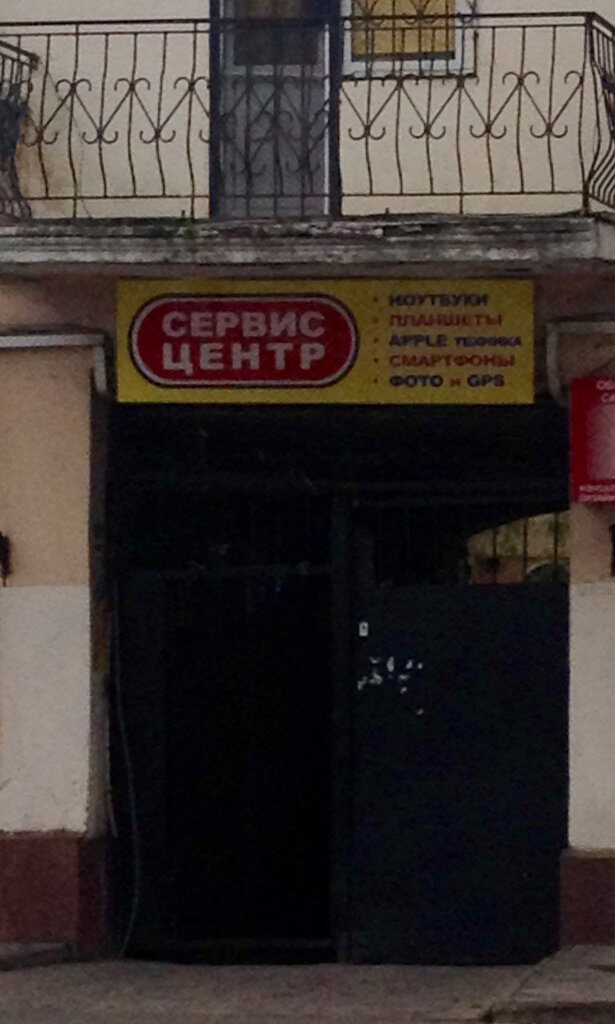 СЕРВИС
ЦЕНТР
• НОУТБУКИ
• ПЛАНШЕТЫ
• APPLE ТЕХНИКА
• СМАРТФОНЫ
• ФОТО и GPS